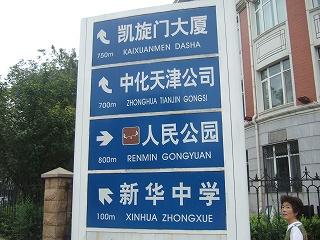 凯旋门大厦
750m KAIXUANMEN DASHA
中化天津公司
700m ZHONGHUA TIANJIN GONGSI
人民公园
800m RENMIN GONGYUAN
新华中学
100m XINHUA ZHONGXUE